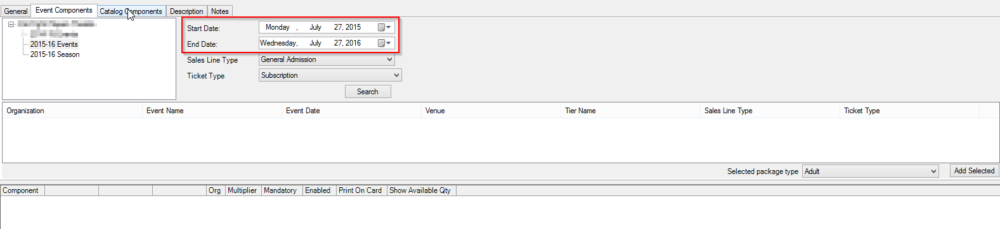 General Event Components Catalog Components Description Notes
Start Date: Monday , July 27, 2015
End Date: Wednesday, July 27, 2016
2015-16 Events
2015-16 Season
Sales Line Type General Admission
Ticket Type Subscription
Search
Organization Event Name Event Date Venue Tier Name Sales Line Type Ticket Type
Selected package type Adult Add Selected
Component Org Multiplier Mandatory Enabled Print On Card Show Available Qty